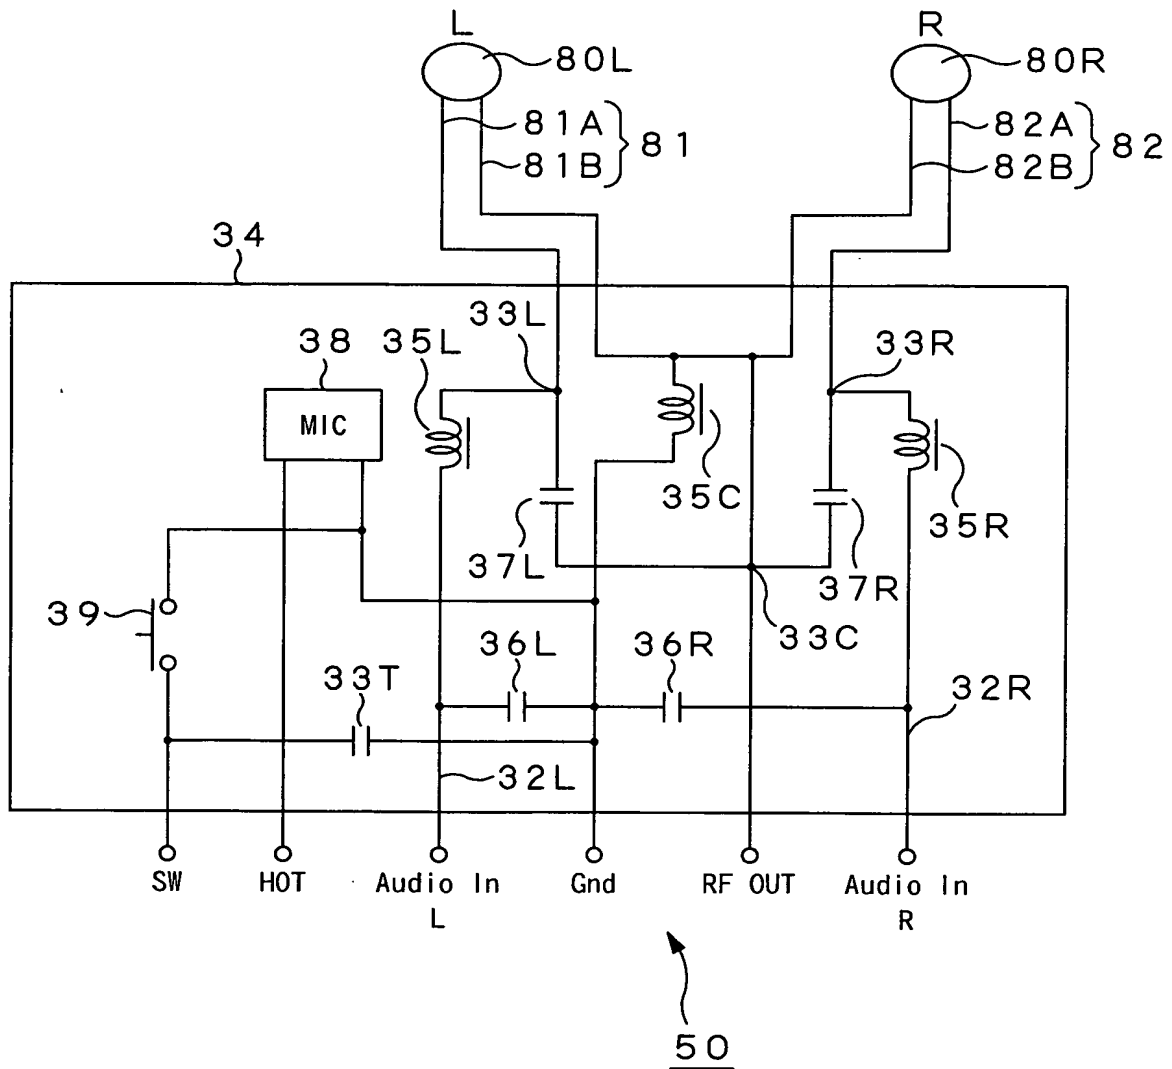 L
R
80L
80R
81A
81B
81
82A
82B
82
34
33L
38
35L
33R
MIC
35C
35R
37L
37R
39
33C
36L
36R
33T
32R
32L
SW
HOT
Audio In
L
Gnd
RF OUT
Audio In
R
50